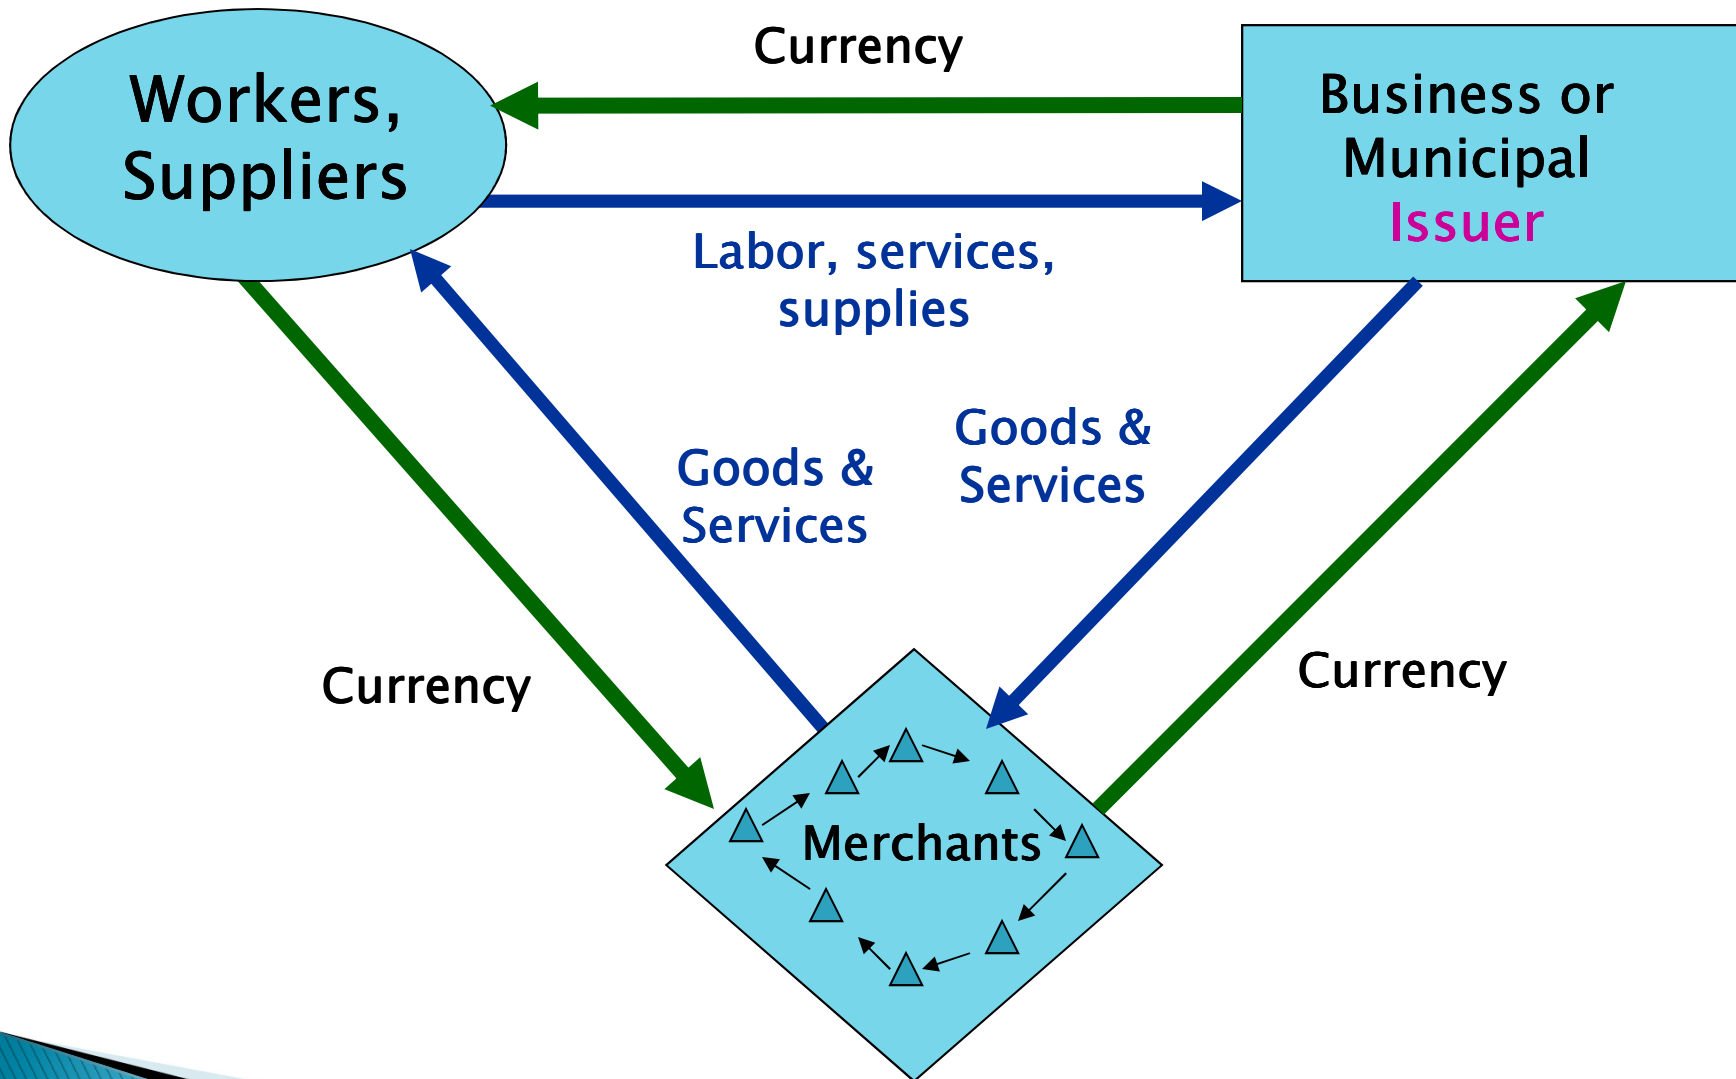 Currency
Workers,
Suppliers
Business or
Municipal
Issuer
Labor, services,
supplies
Goods &
Services
Goods &
Services
Currency
Currency
Merchants